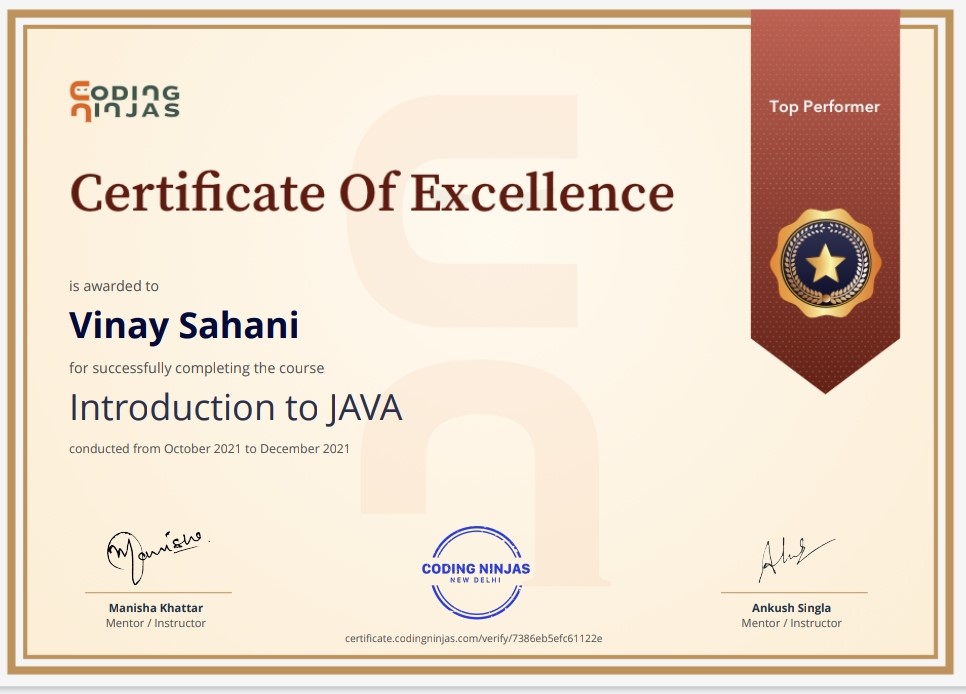 CODING
NINJAS
Top Performer
Certificate Of Excellence
is awarded to
Vinay Sahani
for successfully completing the course
Introduction to JAVA
conducted from October 2021 to December 2021
Manishe.
CODING NINJAS
NEW DELHI
Manisha Khattar
Mentor / Instructor
Ankush Singla
Mentor / Instructor
certificate.codingninjas.com/verify/7386eb5efc61122e